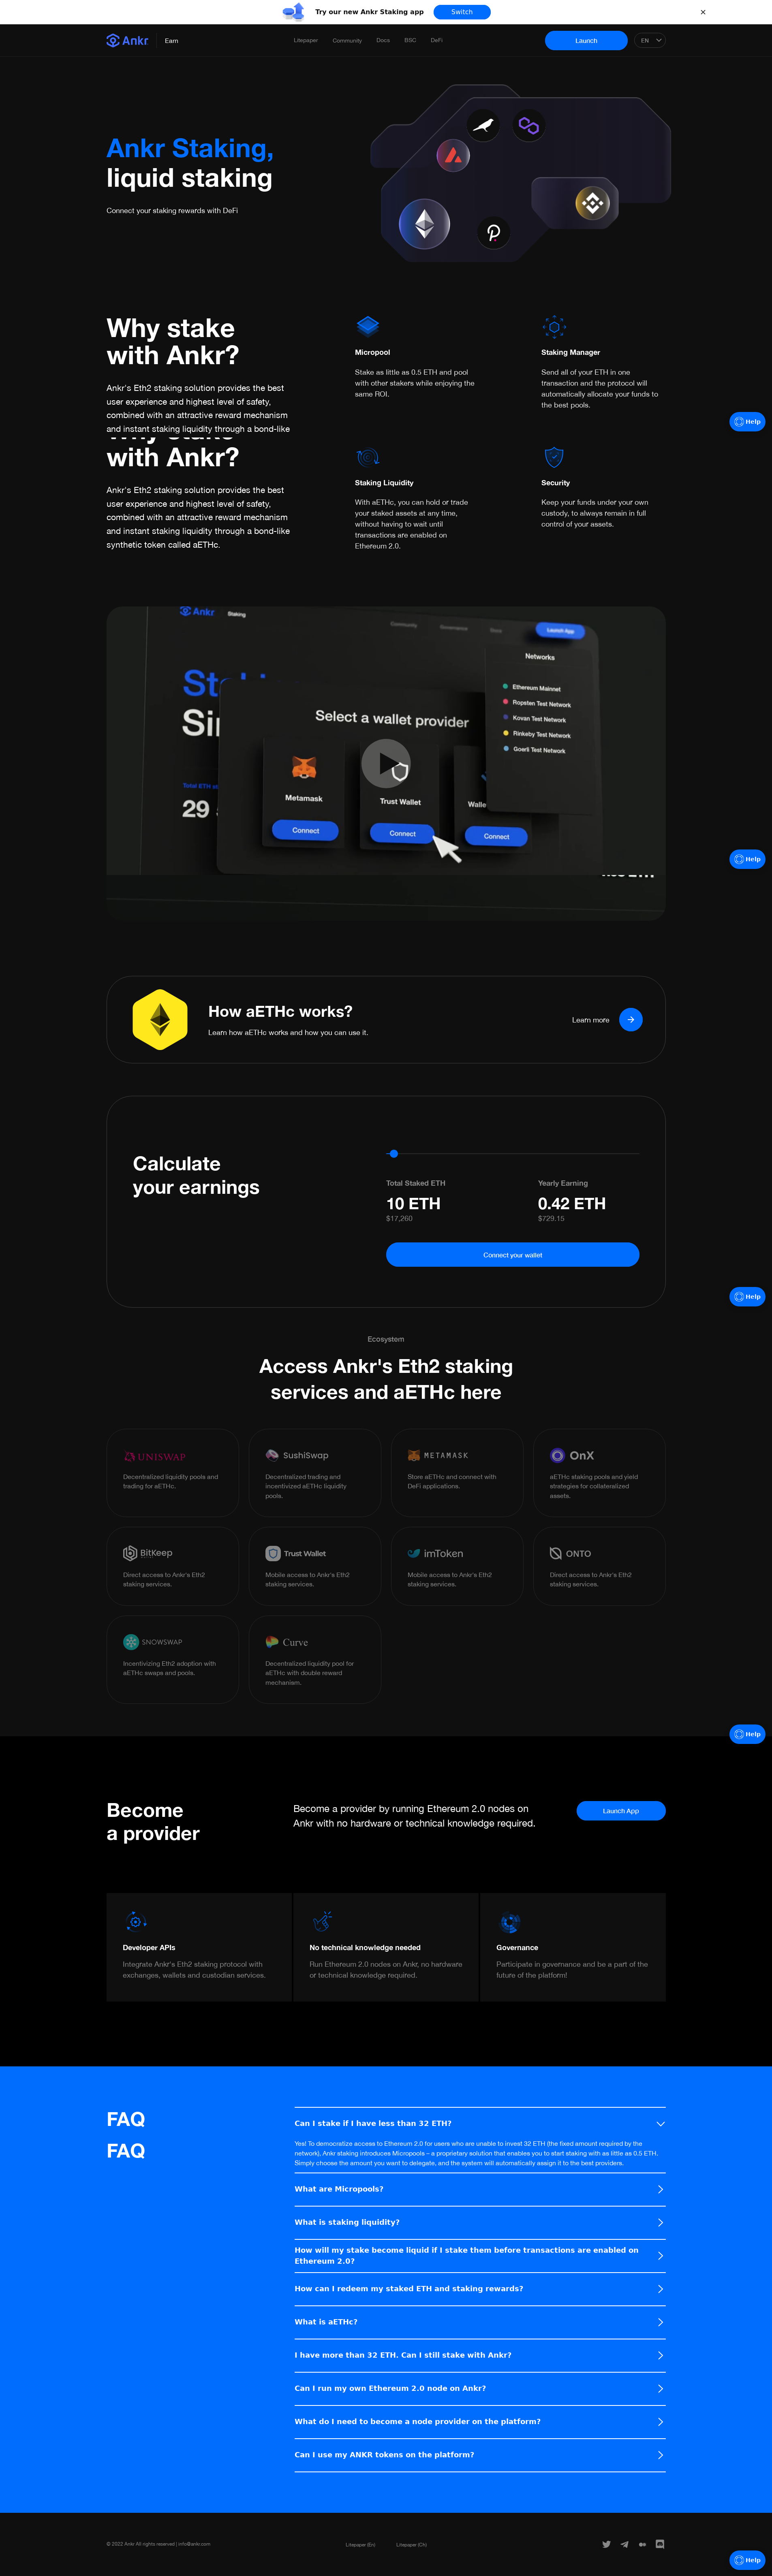 Try our new Ankr Staking app
Switch
Ankr
Earn
Litepaper
Community
Docs
BSC
DeFi
Launch
EN
Ankr Staking,
liquid staking
Connect your staking rewards with DeFi
Why stake
with Ankr?
Ankr's Eth2 staking solution provides the best
user experience and highest level of safety,
combined with an attractive reward mechanism
and instant staking liquidity through a bond-like
Micropool
Stake as little as 0.5 ETH and pool
with other stakers while enjoying the
same ROI.
Staking Manager
Send all of your ETH in one
transaction and the protocol will
automatically allocate your funds to
the best pools.
Help
Why stake
with Ankr?
Ankr's Eth2 staking solution provides the best
user experience and highest level of safety,
combined with an attractive reward mechanism
and instant staking liquidity through a bond-like
synthetic token called aETHc.
Staking Liquidity
With aETHc, you can hold or trade
your staked assets at any time,
without having to wait until
transactions are enabled on
Ethereum 2.0.
Security
Keep your funds under your own
custody, to always remain in full
control of your assets.
Ankr
Staking
Community
Governance
Docs
Launch App
Networks
Ethereum Mainnet
Ropsten Test Network
Kovan Test Network
Rinkeby Test Network
Goerli Test Network
Select a wallet provider
Total ETH
29
Metamask
Connect
Trust Wallet
Connect
Walle
Connect
Help
How aETHc works?
Learn how aETHc works and how you can use it.
Learn more
Calculate
your earnings
Total Staked ETH
10 ETH
$17,260
Yearly Earning
0.42 ETH
$729.15
Connect your wallet
Help
Ecosystem
Access Ankr's Eth2 staking
services and aETHc here
UNISWAP
Decentralized liquidity pools and
trading for aETHc.
SushiSwap
Decentralized trading and
incentivized aETHc liquidity
pools.
METAMASK
Store aETHc and connect with
DeFi applications.
OnX
aETHc staking pools and yield
strategies for collateralized
assets.
BitKeep
Direct access to Ankr's Eth2
staking services.
Trust Wallet
Mobile access to Ankr's Eth2
staking services.
imToken
Mobile access to Ankr's Eth2
staking services.
ONTO
Direct access to Ankr's Eth2
staking services.
SNOWSWAP
Incentivizing Eth2 adoption with
aETHc swaps and pools.
Curve
Decentralized liquidity pool for
aETHc with double reward
mechanism.
Help
Become
a provider
Become a provider by running Ethereum 2.0 nodes on
Ankr with no hardware or technical knowledge required.
Launch App
Developer APIs
Integrate Ankr's Eth2 staking protocol with
exchanges, wallets and custodian services.
No technical knowledge needed
Run Ethereum 2.0 nodes on Ankr, no hardware
or technical knowledge required.
Governance
Participate in governance and be a part of the
future of the platform!
FAQ
FAQ
Can I stake if I have less than 32 ETH?
Yes! To democratize access to Ethereum 2.0 for users who are unable to invest 32 ETH (the fixed amount required by the
network), Ankr staking introduces Micropools – a proprietary solution that enables you to start staking with as little as 0.5 ETH.
Simply choose the amount you want to delegate, and the system will automatically assign it to the best providers.
What are Micropools?
What is staking liquidity?
How will my stake become liquid if I stake them before transactions are enabled on
Ethereum 2.0?
How can I redeem my staked ETH and staking rewards?
What is aETHc?
I have more than 32 ETH. Can I still stake with Ankr?
Can I run my own Ethereum 2.0 node on Ankr?
What do I need to become a node provider on the platform?
Can I use my ANKR tokens on the platform?
© 2022 Ankr. All rights reserved | info@ankr.com
Litepaper (En)
Litepaper (Ch)
Help